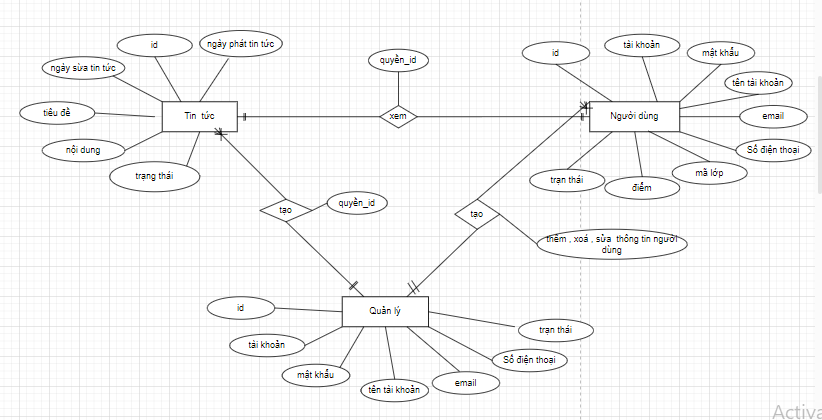 id
ngày phát tin tức
ngày sửa tin tức
tiêu đề
nội dung
trạng thái
Tin tức
quyền_id
xem
id
tài khoản
mật khẩu
tên tài khoản
email
Số điện thoại
mã lớp
điểm
trạn thái
Người dùng
tạo
quyền_id
tạo
thêm , xoá , sửa thông tin người
dùng
Quản lý
id
tài khoản
mật khẩu
tên tài khoản
email
Số điện thoại
trạn thái
Activa